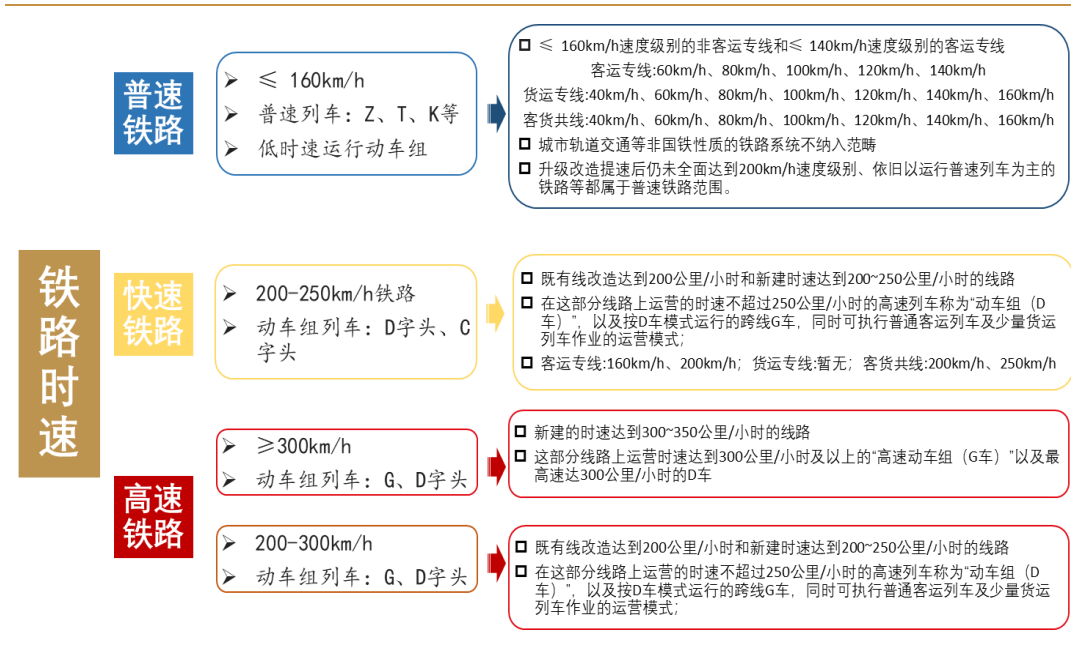 铁
路
时
速
普速
铁路
≤ 160km/h
普速列车：Z、T、K等
低时速运行动车组
≤ 160km/h速度级别的非客运专线和≤ 140km/h速度级别的客运专线
客运专线:60km/h、80km/h、100km/h、120km/h、140km/h
货运专线:40km/h、60km/h、80km/h、100km/h、120km/h、140km/h、160km/h
客货共线:40km/h、60km/h、80km/h、100km/h、120km/h、140km/h、160km/h
城市轨道交通等非国铁性质的铁路系统不纳入范畴
升级改造提速后仍未全面达到200km/h速度级别、依旧以运行普速列车为主的
铁路等都属于普速铁路范围。
快速
铁路
200-250km/h铁路
动车组列车：D字头、C
字头
既有线改造达到200公里/小时和新建时速达到200~250公里/小时的线路
在这部分线路上运营的时速不超过250公里/小时的高速列车称为“动车组（D
车）”，以及按D车模式运行的跨线G车，同时可执行普通客运列车及少量货运
列车作业的运营模式；
客运专线:160km/h、200km/h；货运专线:暂无；客货共线:200km/h、250km/h
高速
铁路
≥300km/h
动车组列车：G、D字头
新建的时速达到300~350公里/小时的线路
这部分线路上运营时速达到300公里/小时及以上的“高速动车组（G车）”以及最
高速达300公里/小时的D车
200-300km/h
动车组列车：G、D字头
既有线改造达到200公里/小时和新建时速达到200~250公里/小时的线路
在这部分线路上运营的时速不超过250公里/小时的高速列车称为“动车组（D
车）”，以及按D车模式运行的跨线G车，同时可执行普通客运列车及少量货运
列车作业的运营模式；